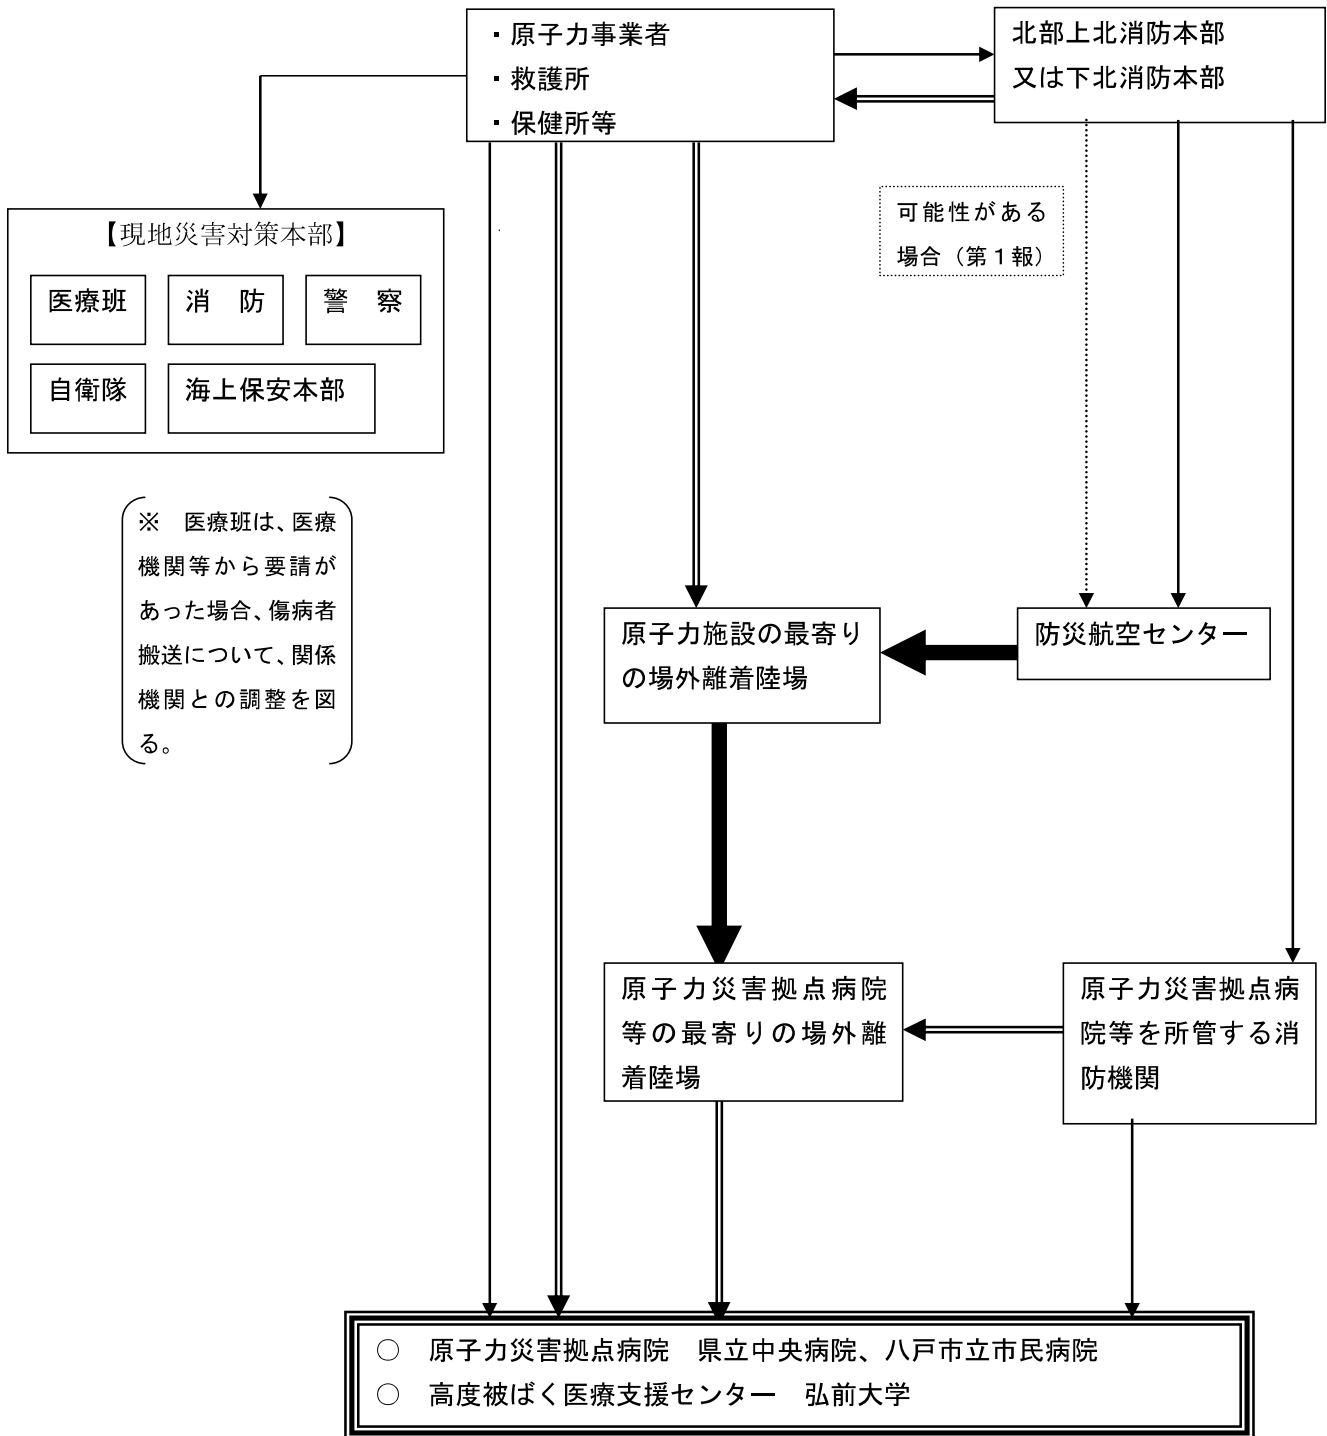 ・原子力事業者
・救護所
・保健所等
北部上北消防本部
又は下北消防本部
可能性がある
場合（第１報）
【現地災害対策本部】
医療班
消　防
警　察
自衛隊
海上保安本部
※　医療班は、医療
機関等から要請が
あった場合、傷病者
搬送について、関係
機関との調整を図
る。
原子力施設の最寄り
の場外離着陸場
防災航空センター
原子力災害拠点病院
等の最寄りの場外離
着陸場
原子力災害拠点病
院等を所管する消
防機関
○　原子力災害拠点病院　県立中央病院、八戸市立市民病院
○　高度被ばく医療支援センター　弘前大学